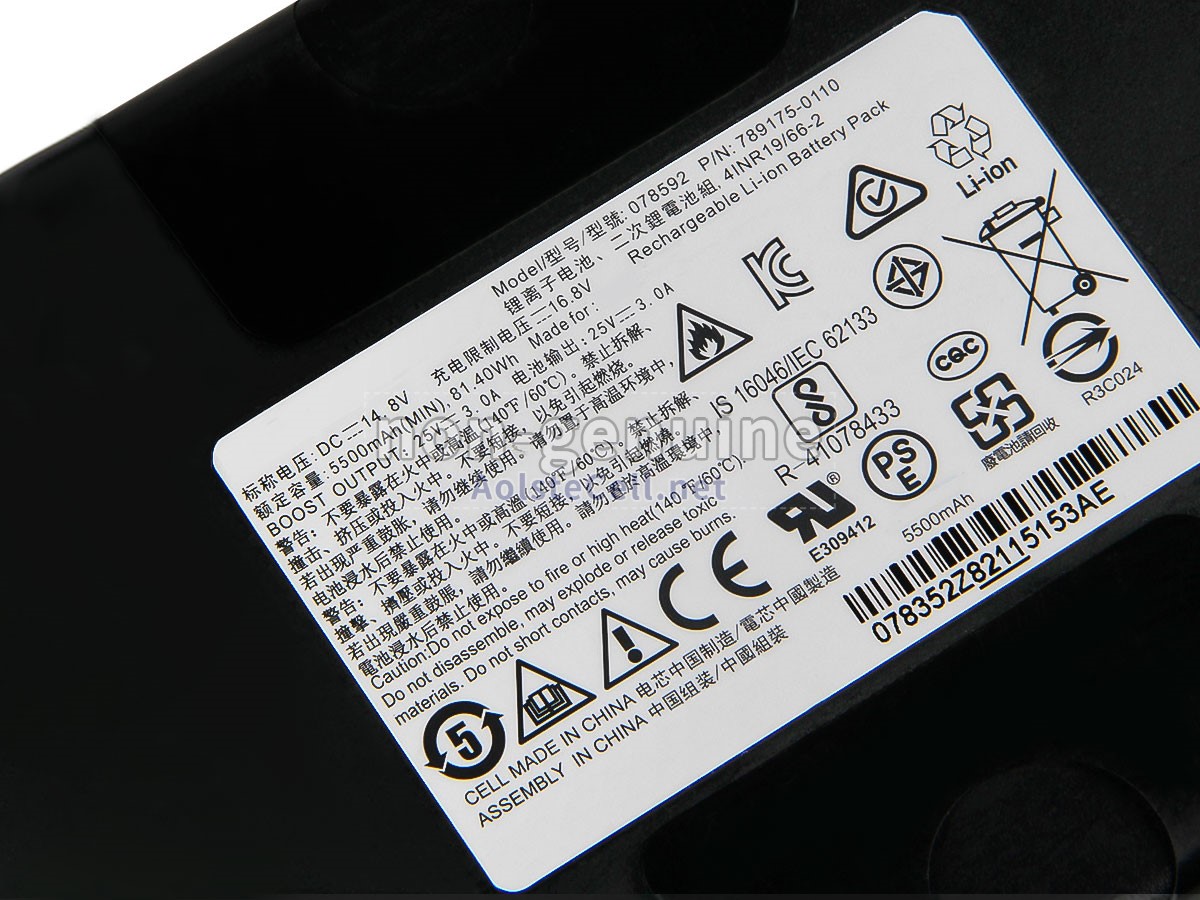 Model/型号/型號: 078592 P/N: 789175-0110
锂离子电池、二次鋰電池組, 4INR19/66-2
Rechargeable Li-ion Battery Pack
标称电压: DC⎓14.8V 充电限制电压⎓16.8V
额定容量: 5500mAh(MIN), 81.40Wh Made for:
BOOST OUTPUT: 25V⎓3.0A 电池输出: 25V⎓3.0A
警告: 不要暴露在火中或高温(140°F/60°C)。禁止拆解、
撞击、挤压或投入火中。不要短接、以免引起燃烧。
若出现严重鼓胀, 请勿继续使用。请勿置于高温环境中,
电池浸水后禁止使用。
警告: 不要暴露在火中或高温(140°F/60°C)。禁止拆解、
撞擊、擠壓或投入火中。不要短接、以免引起燃燒。
若出現嚴重鼓脹, 請勿繼續使用。請勿置於高溫環境中,
電池浸水后禁止使用。
Caution:Do not expose to fire or high heat(140°F/60°C).
Do not disassemble, may explode or release toxic
materials. Do not short contacts, may cause burns.
Li-ion
KC
IS 16046/IEC 62133
R-41078433
CQC
R3C024
廢電池請回收
PS
E
RU®
E309412
CE
5
5500mAh
078352Z82115153AE
CELL MADE IN CHINA 电芯中国制造/電芯中國製造
ASSEMBLY IN CHINA 中国组装/中國組裝
non-genuine